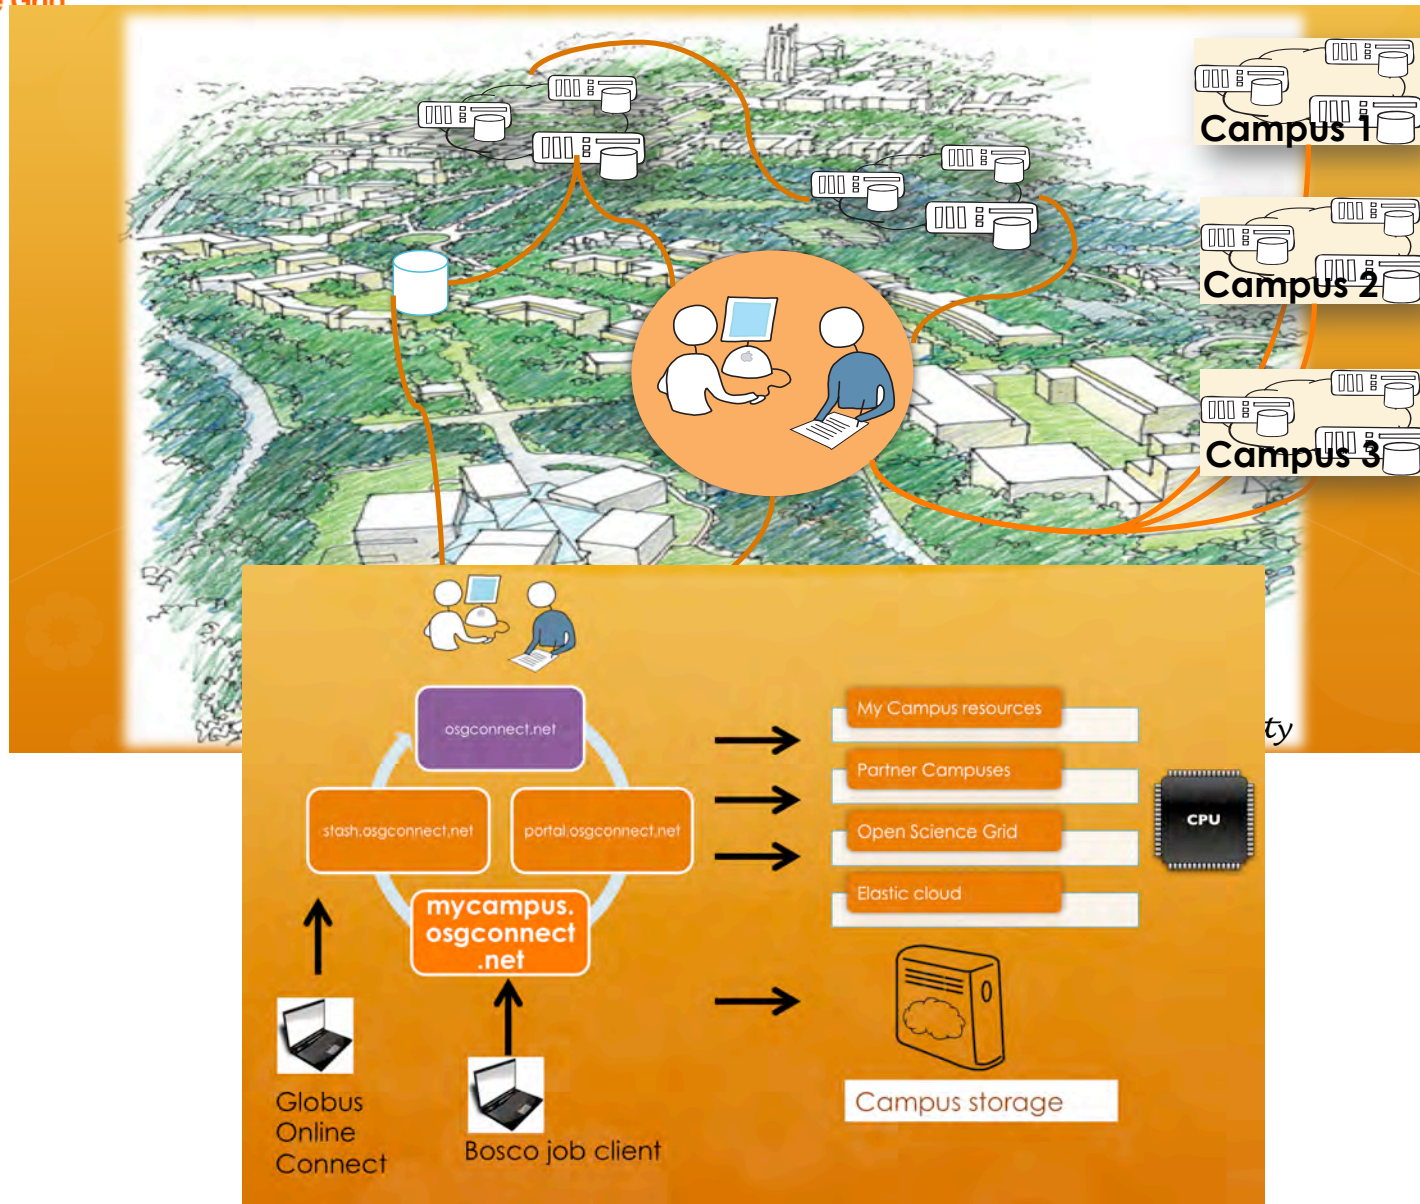 Campus 1
Campus 2
Campus 3
ty
osgconnect.net
stash.osgconnect.net
portal.osgconnect.net
mycampus.
osgconnect
.net
My Campus resources
Partner Campuses
Open Science Grid
Elastic cloud
CPU
Campus storage
Globus
Online
Connect
Bosco job client